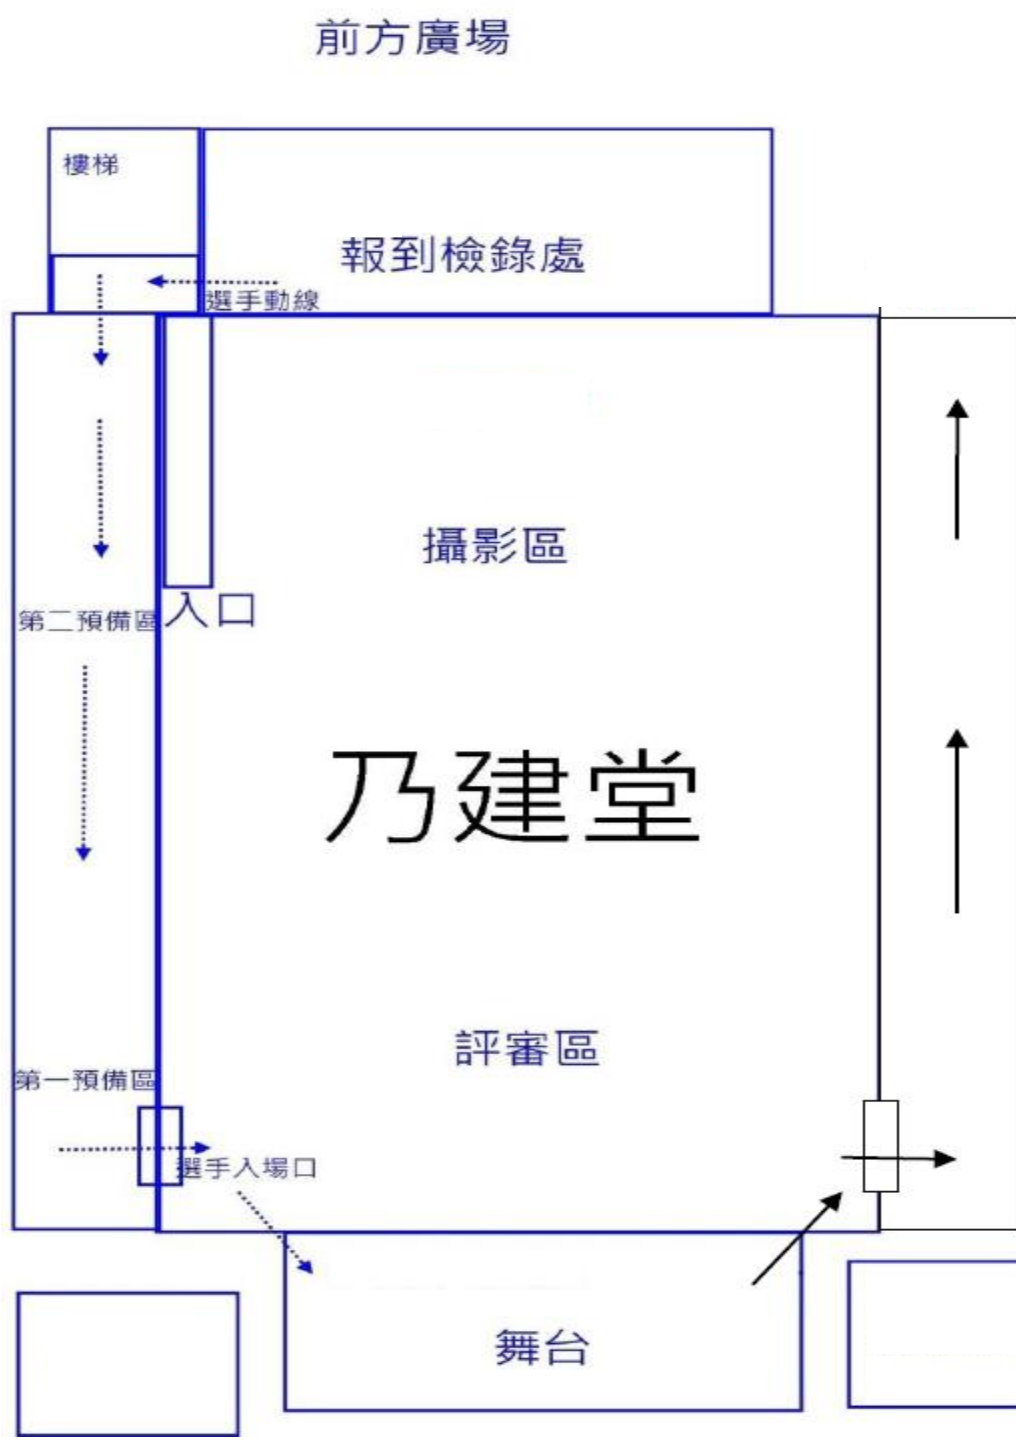 前方廣場
樓梯
報到檢錄處
選手動線
攝影區
入口
第二預備區
乃建堂
評審區
第一預備區
選手入場口
舞台